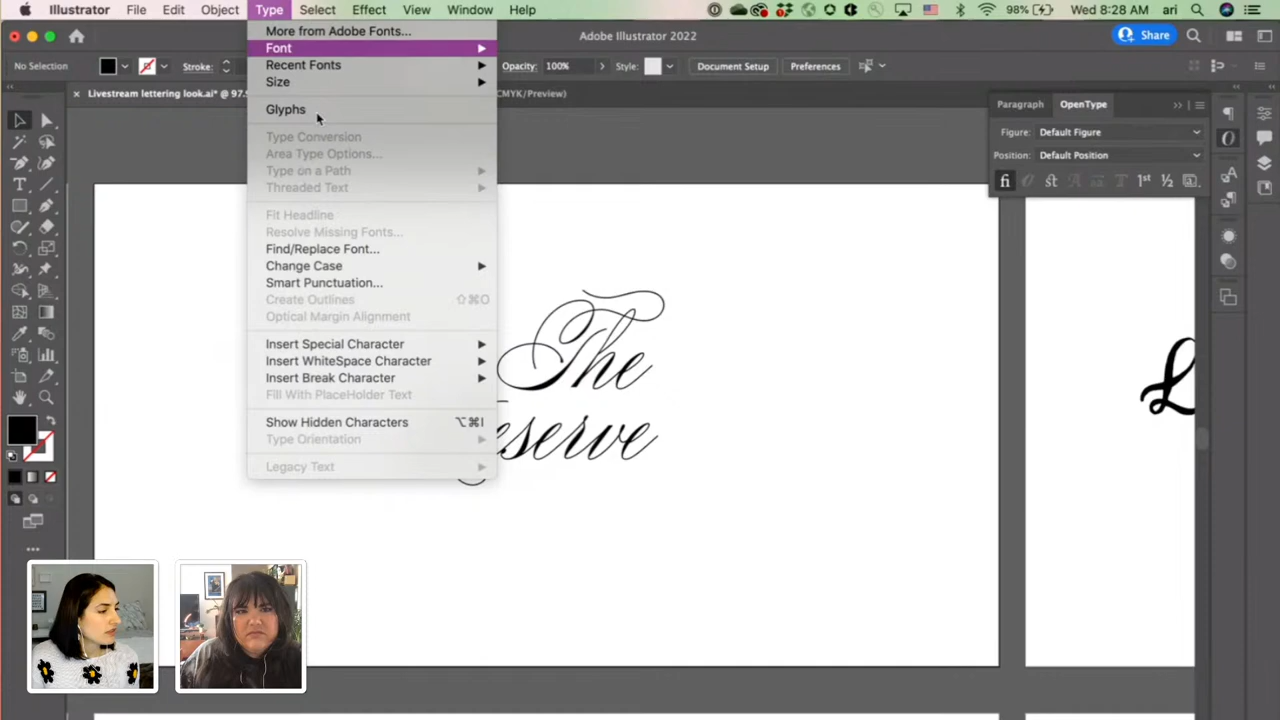 Illustrator File Edit Object Type Select Effect View Window Help 98% Wed 8:28 AM ari
More from Adobe Fonts...
Adobe Illustrator 2022
Share
Font
Recent Fonts
Size
No Selection Stroke: Opacity: 100% Style: Document Setup Preferences
Livestream lettering look.ai* @ 97. CMYK/Preview)
Glyphs
Type Conversion
Area Type Options...
Type on a Path
Threaded Text
Fit Headline
Resolve Missing Fonts...
Find/Replace Font...
Change Case
Smart Punctuation...
Create Outlines ⇧⌘O
Optical Margin Alignment
Insert Special Character
Insert WhiteSpace Character
Insert Break Character
Fill With PlaceHolder Text
Show Hidden Characters ⌥⌘I
Type Orientation
Legacy Text
Paragraph OpenType
Figure: Default Figure
Position: Default Position
fi st 1st ½
The
eserve
L